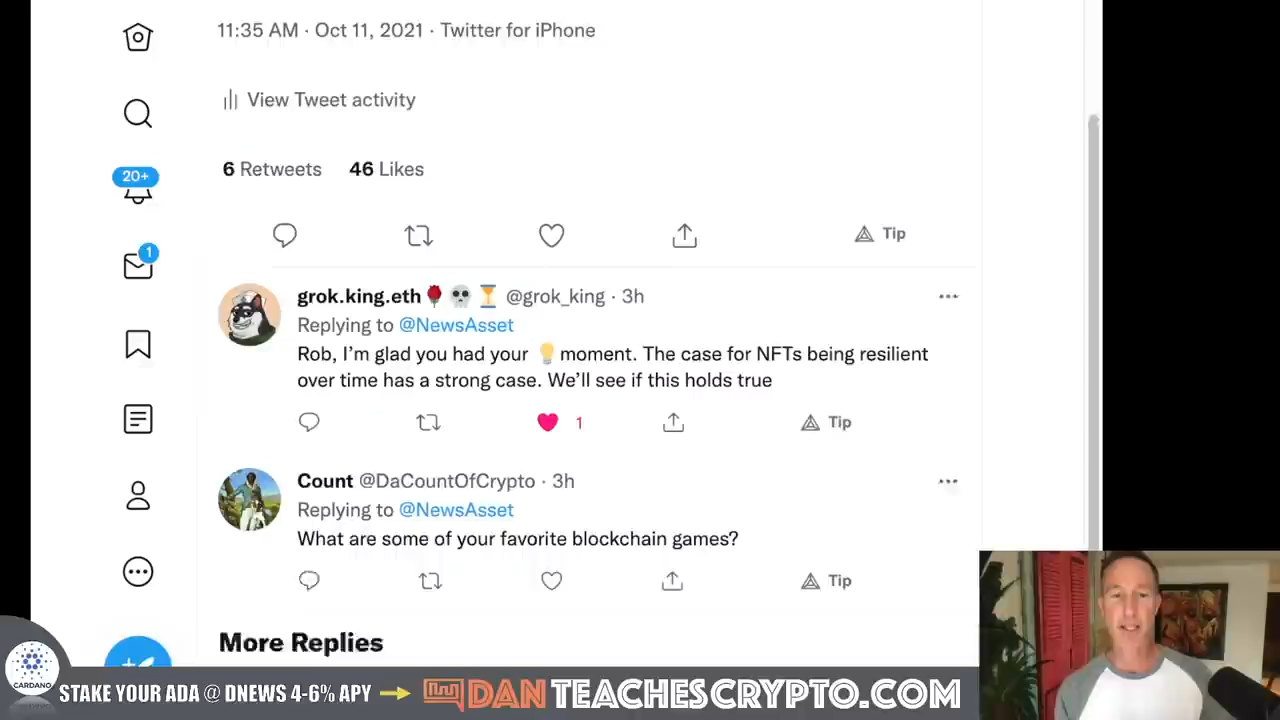 11:35 AM · Oct 11, 2021 · Twitter for iPhone
View Tweet activity
6 Retweets 46 Likes
20+
1
Tip
grok.king.eth🌹💀⏳ @grok_king · 3h
Replying to @NewsAsset
Rob, I’m glad you had your 💡moment. The case for NFTs being resilient
over time has a strong case. We’ll see if this holds true
1 Tip
Count @DaCountOfCrypto · 3h
Replying to @NewsAsset
What are some of your favorite blockchain games?
Tip
More Replies
CARDANO
STAKE YOUR ADA @ DNEWS 4-6% APY → DANTEACHESCRYPTO.COM